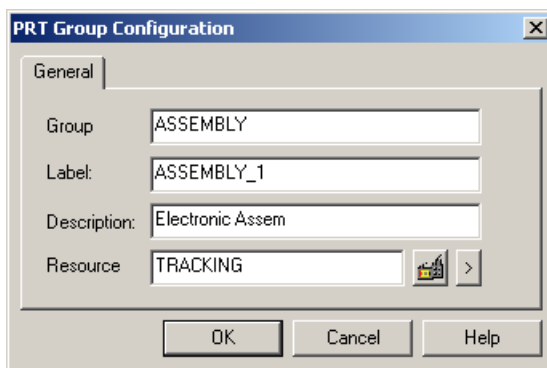 PRT Group Configuration
General
Group ASSEMBLY
Label: ASSEMBLY_1
Description: Electronic Assem
Resource TRACKING >
OK Cancel Help